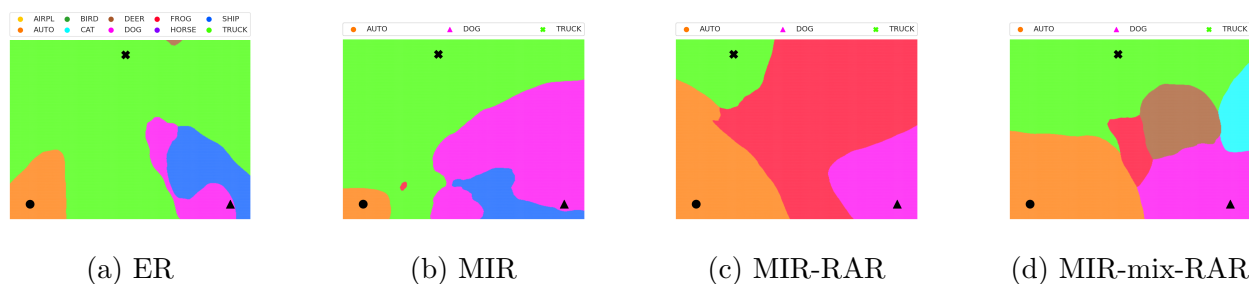 AIRPL BIRD DEER FROG SHIP
AUTO CAT DOG HORSE TRUCK
AUTO DOG TRUCK
AUTO DOG TRUCK
AUTO DOG TRUCK
(a) ER
(b) MIR
(c) MIR-RAR
(d) MIR-mix-RAR